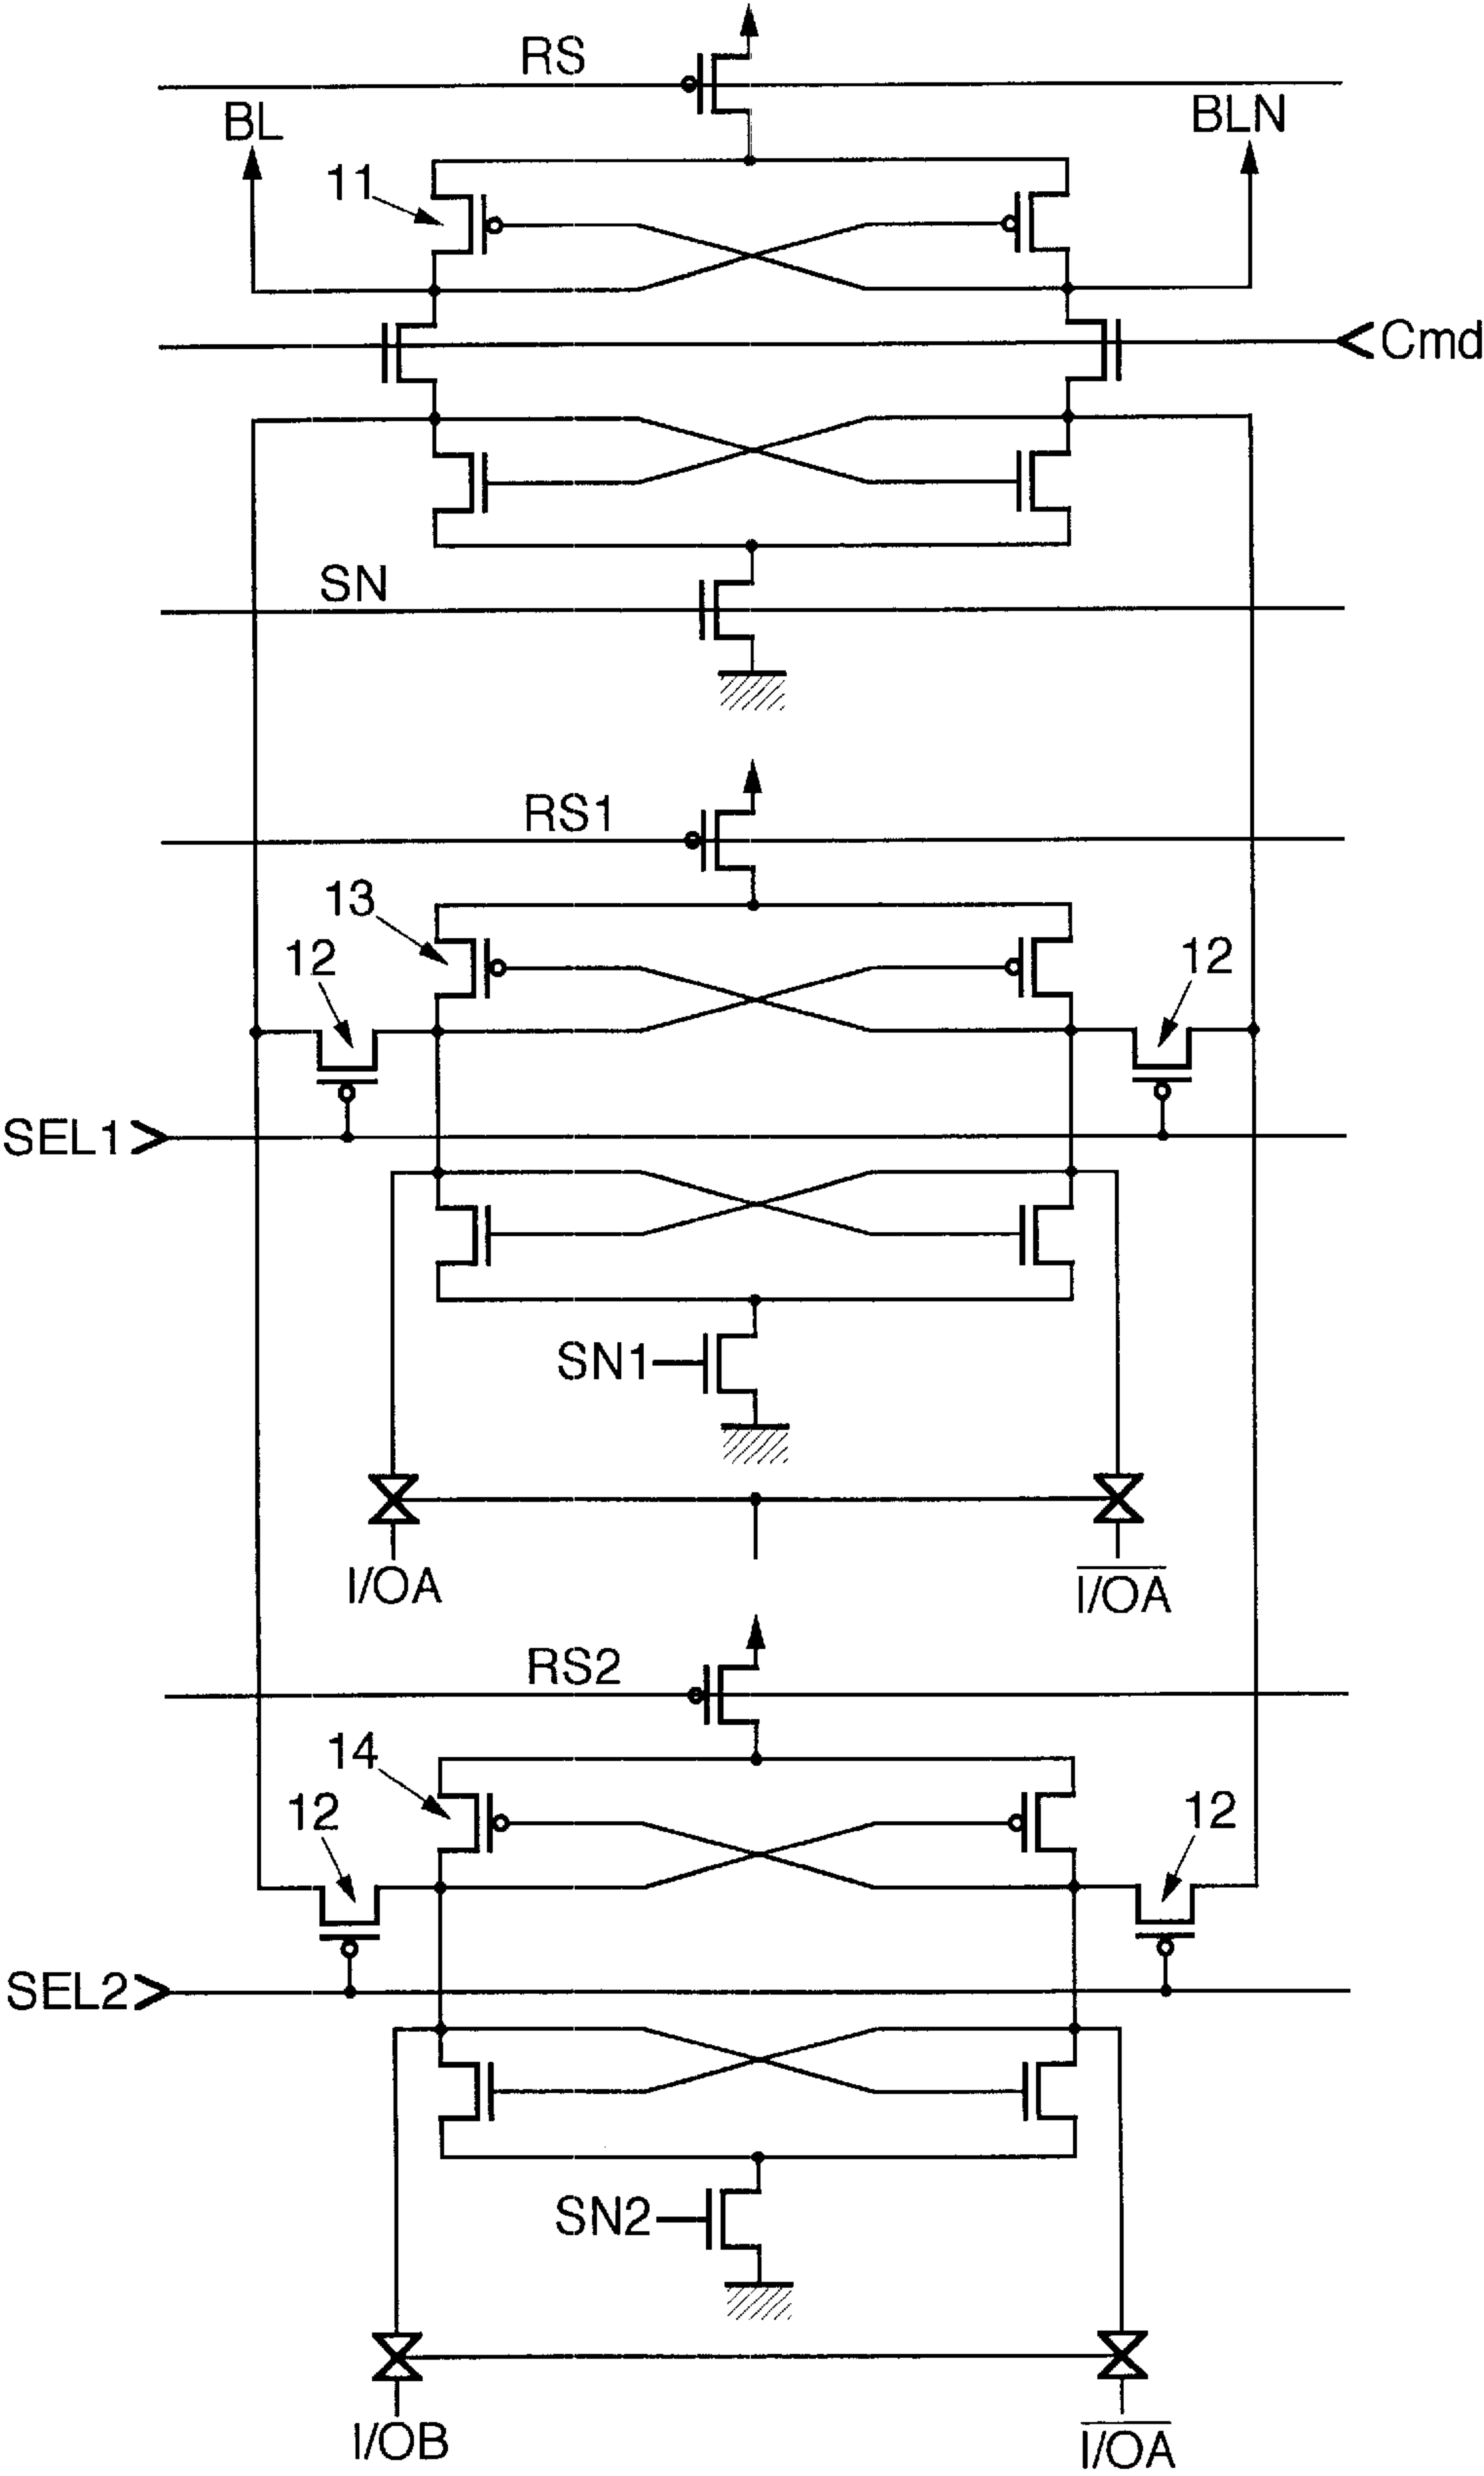 RS
BL
BLN
11
Cmd
SN
RS1
13
12
12
SEL1
SN1
I/OA
I/OA
RS2
14
12
12
SEL2
SN2
I/OB
I/OA